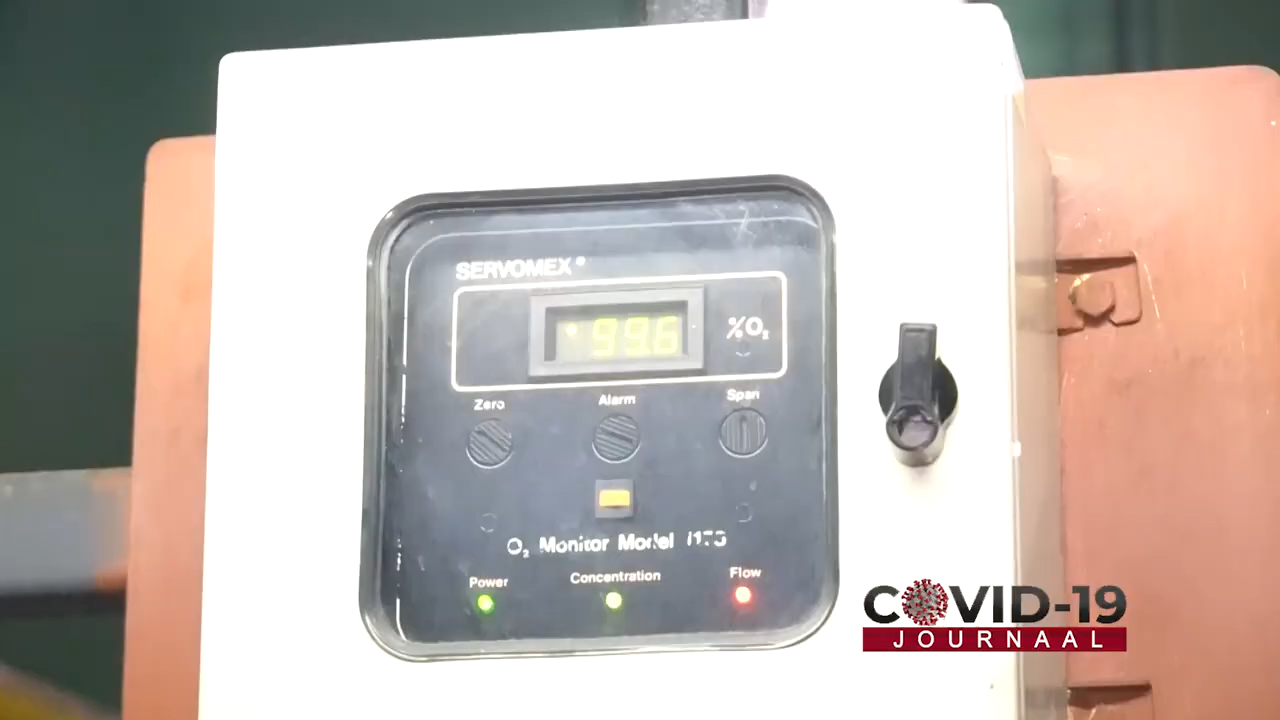 SERVOMEX
99.6
%O₂
Zero Alarm Span
O₂ Monitor Model
Power Concentration Flow
COVID-19
JOURNAAL